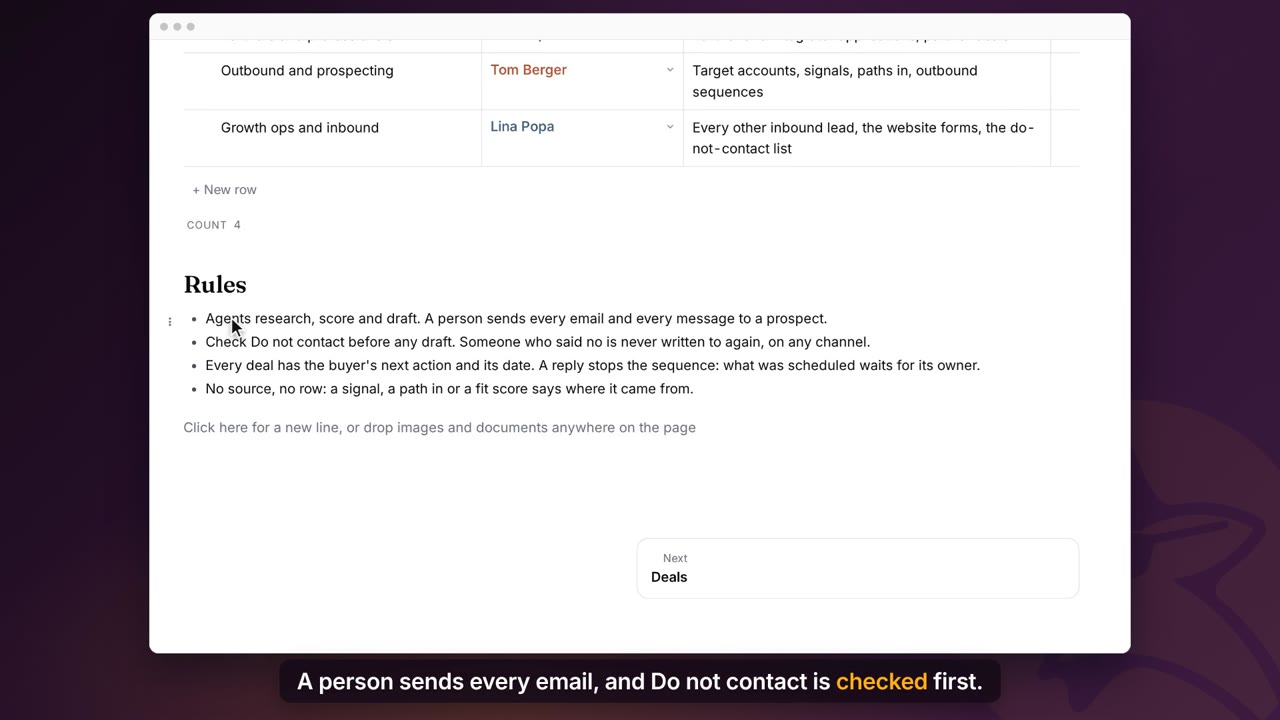 Outbound and prospecting
Tom Berger
Target accounts, signals, paths in, outbound
sequences
Growth ops and inbound
Lina Popa
Every other inbound lead, the website forms, the do-
not-contact list
+ New row
COUNT 4
Rules
• Agents research, score and draft. A person sends every email and every message to a prospect.
• Check Do not contact before any draft. Someone who said no is never written to again, on any channel.
• Every deal has the buyer's next action and its date. A reply stops the sequence: what was scheduled waits for its owner.
• No source, no row: a signal, a path in or a fit score says where it came from.
Click here for a new line, or drop images and documents anywhere on the page
Next
Deals
A person sends every email, and Do not contact is checked first.